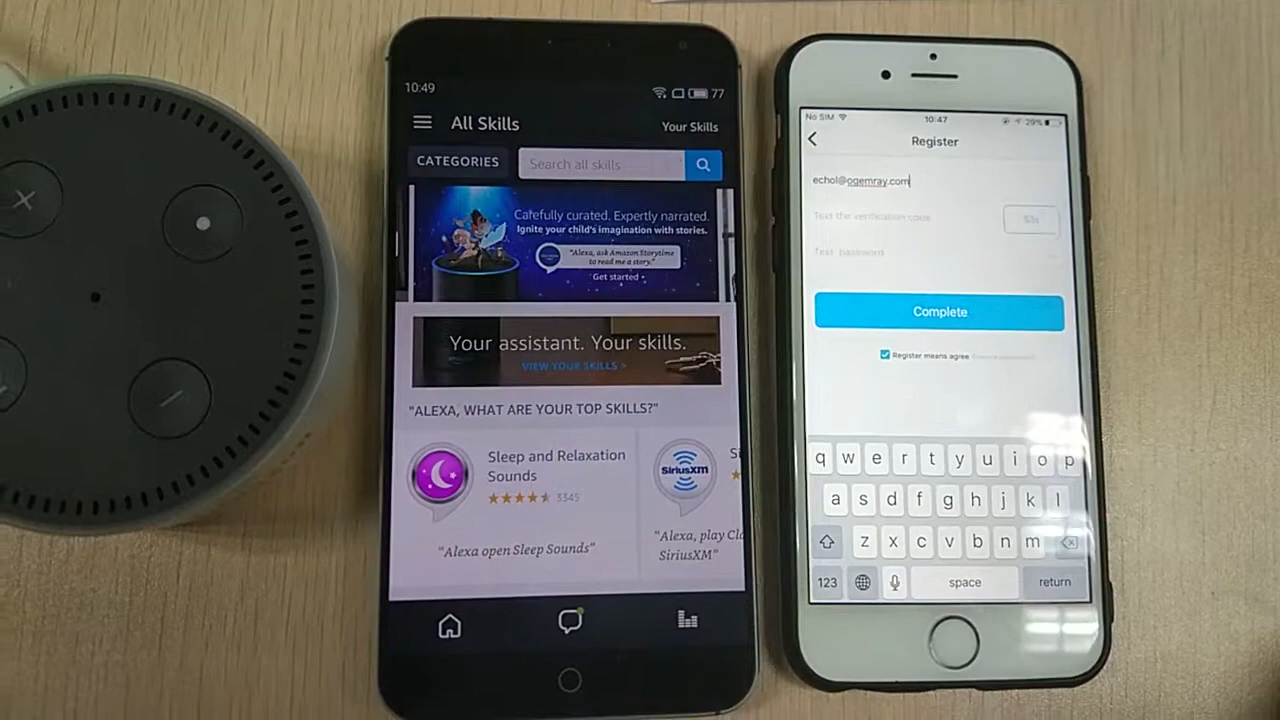 10:49
77
All Skills
Your Skills
CATEGORIES
Search all skills
Carefully curated. Expertly narrated.
Ignite your child's imagination with stories.
"Alexa, ask Amazon Storytime
to read me a story."
Get started
Your assistant. Your skills.
VIEW YOUR SKILLS >
"ALEXA, WHAT ARE YOUR TOP SKILLS?"
Sleep and Relaxation
Sounds
3345
"Alexa open Sleep Sounds"
SiriusXM
Si
"Alexa, play Cla
SiriusXM"
No SIM
10:47
29%
Register
echol@ogemray.com
Text the verification code
53s
Text password
Complete
Register means agree
q w e r t y u i o p
a s d f g h j k l
z x c v b n m
123
space
return